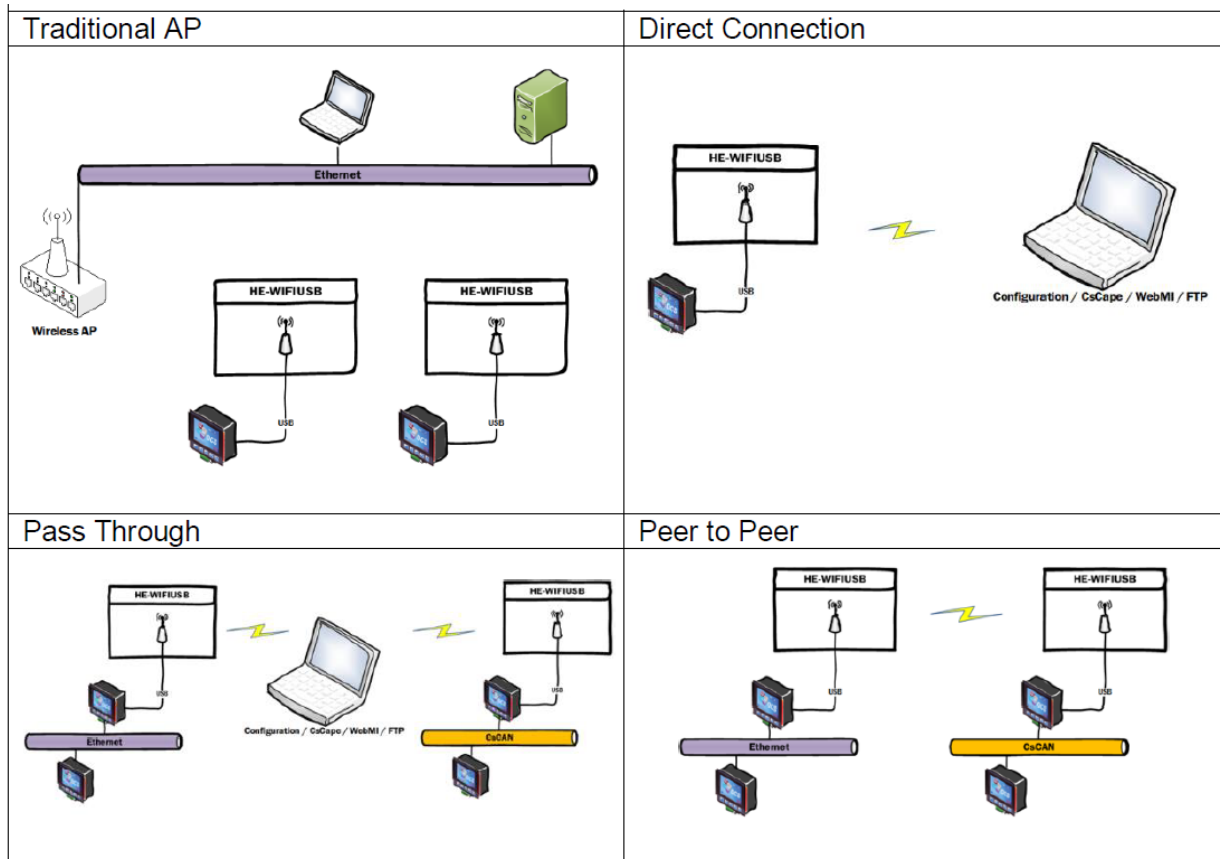 Traditional AP
Direct Connection
Ethernet
Wireless AP
HE-WIFIUSB
HE-WIFIUSB
USB
USB
HE-WIFIUSB
USB
Configuration / CsCape / WebMI / FTP
Pass Through
Peer to Peer
HE-WIFIUSB
HE-WIFIUSB
USB
USB
Configuration / CsCape / WebMI / FTP
Ethernet
CsCAN
HE-WIFIUSB
HE-WIFIUSB
USB
USB
Ethernet
CsCAN